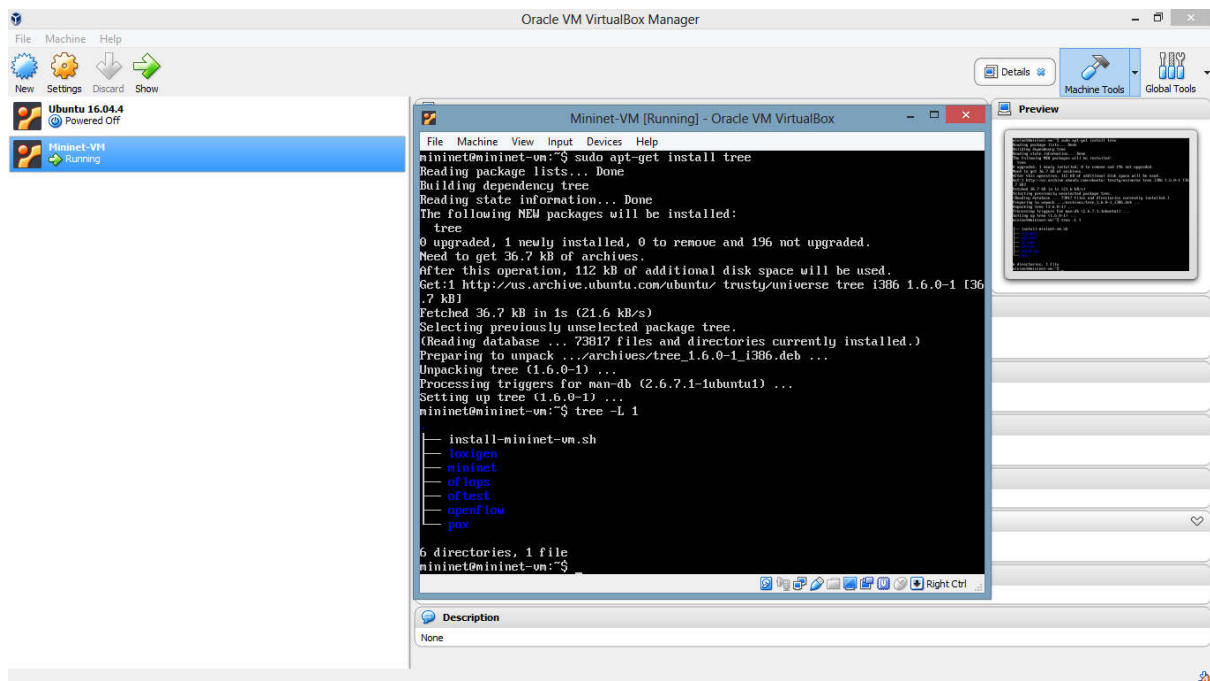 Oracle VM VirtualBox Manager
File Machine Help
New Settings Discard Show
Details
Machine Tools
Global Tools
Ubuntu 16.04.4
Powered Off
Mininet-VM
Running
Preview
Mininet-VM [Running] - Oracle VM VirtualBox
File Machine View Input Devices Help
mininet@mininet-vm:~$ sudo apt-get install tree
Reading package lists... Done
Building dependency tree
Reading state information... Done
The following NEW packages will be installed:
tree
0 upgraded, 1 newly installed, 0 to remove and 196 not upgraded.
Need to get 36.7 kB of archives.
After this operation, 112 kB of additional disk space will be used.
Get:1 http://us.archive.ubuntu.com/ubuntu/ trusty/universe tree i386 1.6.0-1 [36
.7 kB]
Fetched 36.7 kB in 1s (21.6 kB/s)
Selecting previously unselected package tree.
(Reading database ... 73817 files and directories currently installed.)
Preparing to unpack .../archives/tree_1.6.0-1_i386.deb ...
Unpacking tree (1.6.0-1) ...
Processing triggers for man-db (2.6.7.1-1ubuntu1) ...
Setting up tree (1.6.0-1) ...
mininet@mininet-vm:~$ tree -L 1
.
├── install-mininet-vm.sh
├── loxigen
├── mininet
├── oflops
├── oftest
├── openflow
└── pox
6 directories, 1 file
mininet@mininet-vm:~$ _
Right Ctrl
Description
None